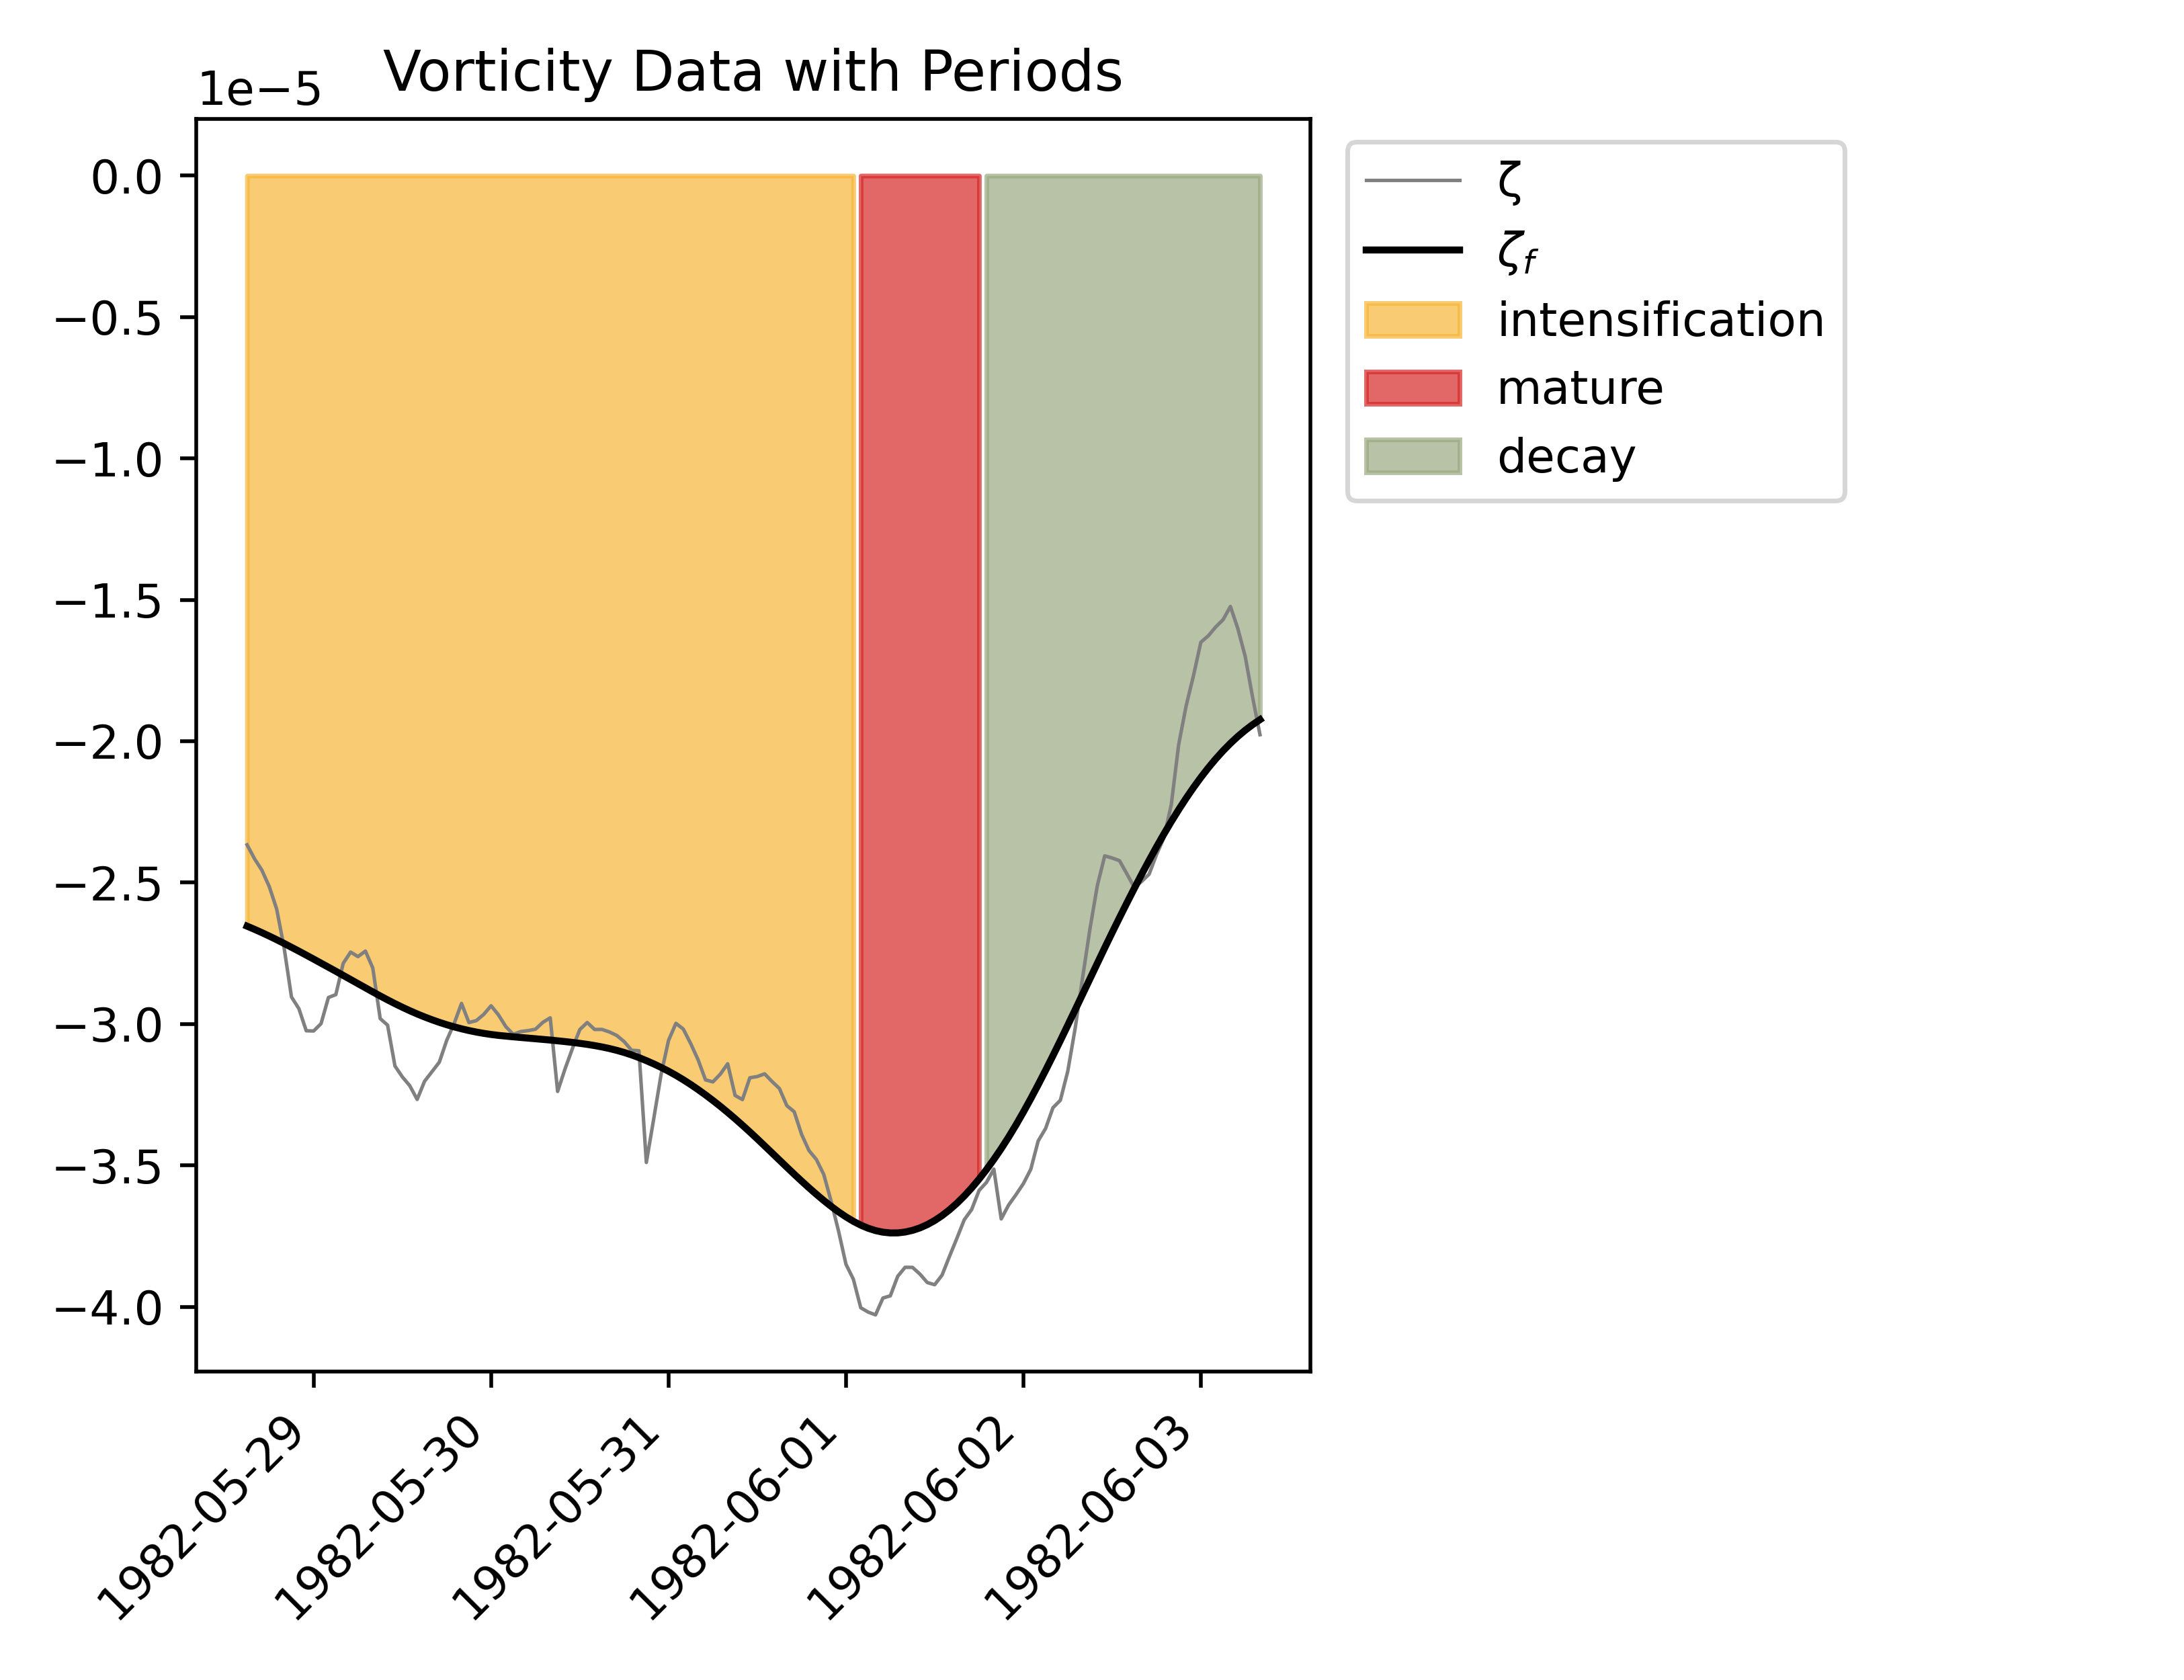 Vorticity Data with Periods
1e−5
0.0
−0.5
−1.0
−1.5
−2.0
−2.5
−3.0
−3.5
−4.0
1982-05-29
1982-05-30
1982-05-31
1982-06-01
1982-06-02
1982-06-03
ζ
ζf
intensification
mature
decay